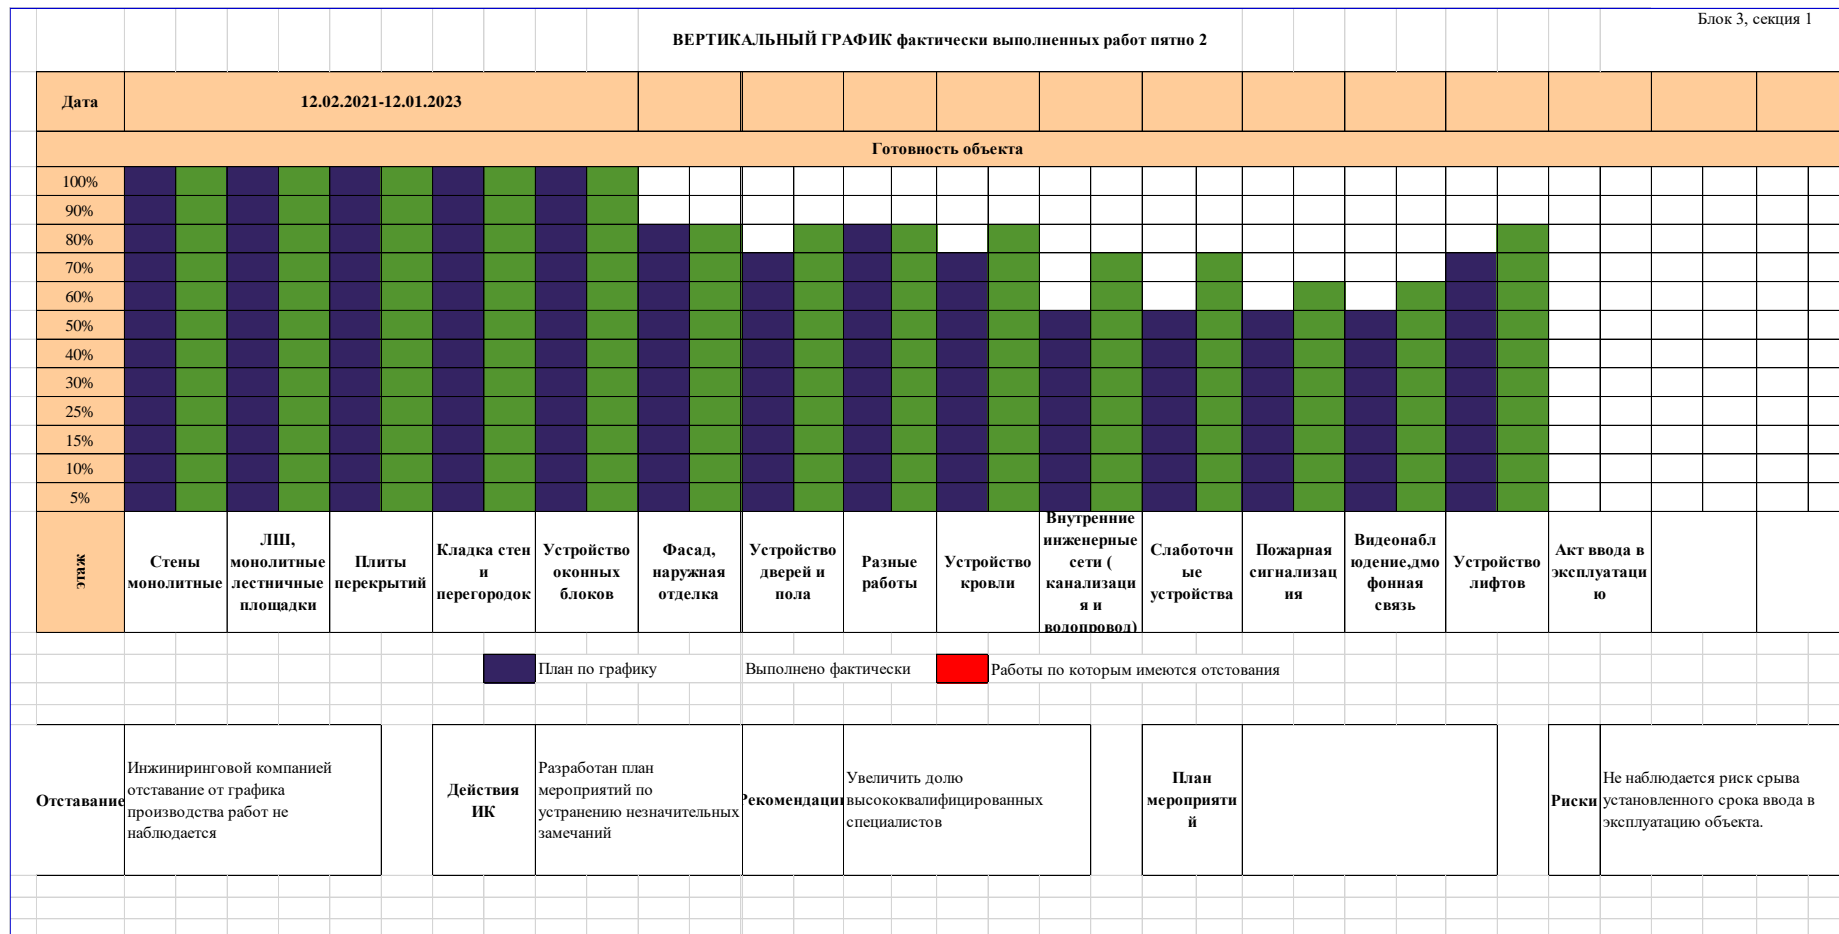 Блок 3, секция 1
ВЕРТИКАЛЬНЫЙ ГРАФИК фактически выполненных работ пятно 2
Дата
12.02.2021-12.01.2023
Готовность объекта
100%
90%
80%
70%
60%
50%
40%
30%
25%
15%
10%
5%
этаж
Стены
монолитные
ЛШ,
монолитные
лестничные
площадки
Плиты
перекрытий
Кладка стен
и
перегородок
Устройство
оконных
блоков
Фасад,
наружная
отделка
Устройство
дверей и
пола
Разные
работы
Устройство
кровли
Внутренние
инженерные
сети (
канализаци
я и
водопровод)
Слаботочн
ые
устройства
Пожарная
сигнализац
ия
Видеонабл
юдение,дмо
фонная
связь
Устройство
лифтов
Акт ввода в
эксплуатаци
ю
План по графику
Выполнено фактически
Работы по которым имеются отстования
Отставание
Инжиниринговой компанией
отставание от графика
производства работ не
наблюдается
Действия
ИК
Разработан план
мероприятий по
устранению незначительных
замечаний
Рекомендации
Увеличить долю
высококвалифицированных
специалистов
План
мероприяти
й
Риски
Не наблюдается риск срыва
установленного срока ввода в
эксплуатацию объекта.